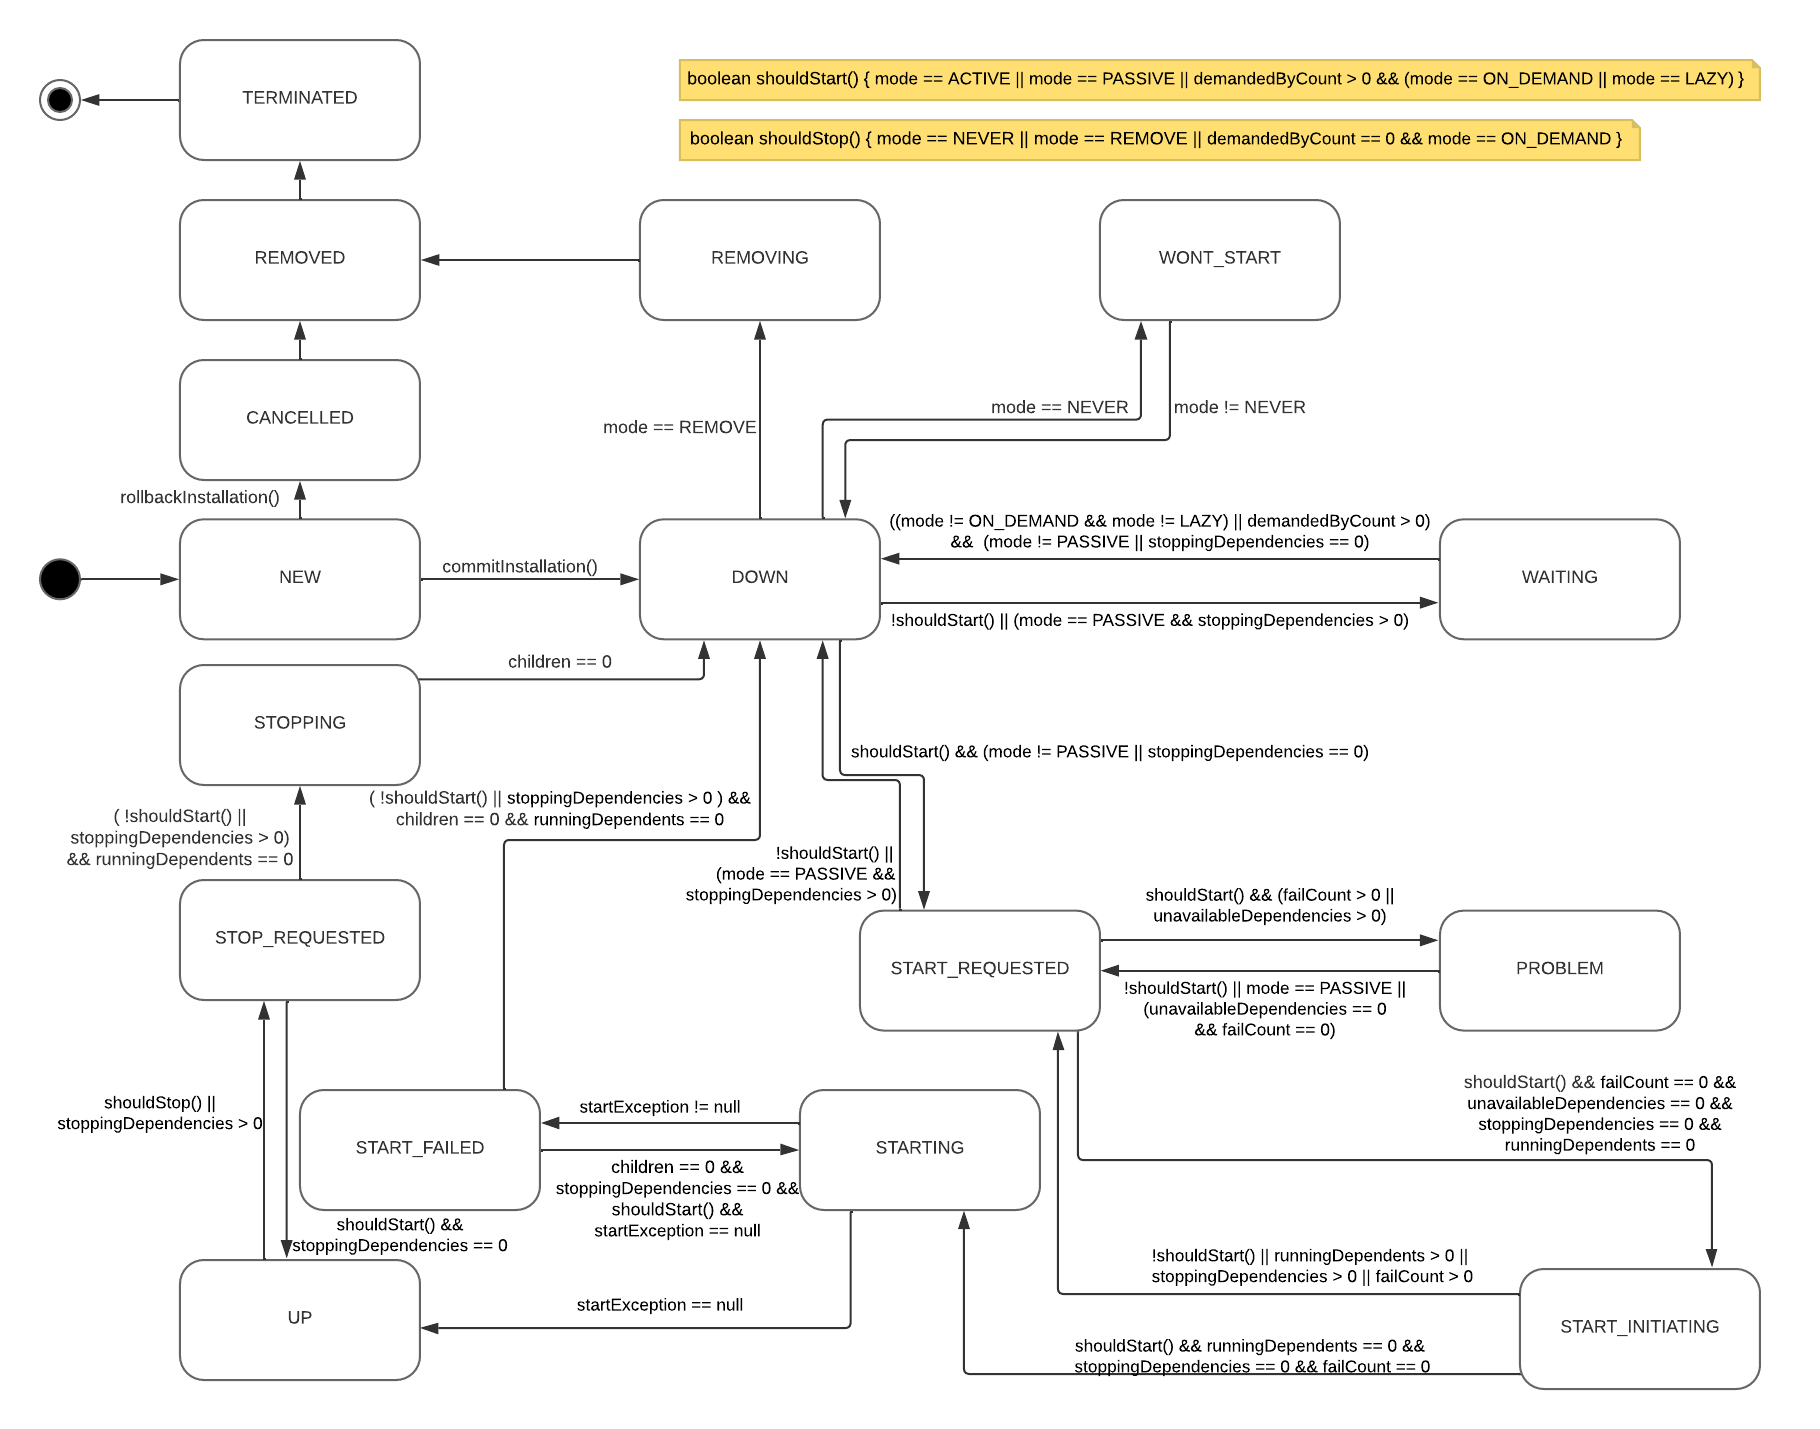 TERMINATED
boolean shouldStart() { mode == ACTIVE || mode == PASSIVE || demandedByCount > 0 && (mode == ON_DEMAND || mode == LAZY) }
boolean shouldStop() { mode == NEVER || mode == REMOVE || demandedByCount == 0 && mode == ON_DEMAND }
REMOVED
REMOVING
WONT_START
CANCELLED
mode == REMOVE
mode == NEVER
mode != NEVER
rollbackInstallation()
NEW
commitInstallation()
DOWN
((mode != ON_DEMAND && mode != LAZY) || demandedByCount > 0)
&& (mode != PASSIVE || stoppingDependencies == 0)
WAITING
!shouldStart() || (mode == PASSIVE && stoppingDependencies > 0)
children == 0
STOPPING
shouldStart() && (mode != PASSIVE || stoppingDependencies == 0)
( !shouldStart() ||
stoppingDependencies > 0)
&& runningDependents == 0
( !shouldStart() || stoppingDependencies > 0 ) &&
children == 0 && runningDependents == 0
!shouldStart() ||
(mode == PASSIVE &&
stoppingDependencies > 0)
STOP_REQUESTED
START_REQUESTED
shouldStart() && (failCount > 0 ||
unavailableDependencies > 0)
PROBLEM
!shouldStart() || mode == PASSIVE ||
(unavailableDependencies == 0
&& failCount == 0)
shouldStop() ||
stoppingDependencies > 0
START_FAILED
startException != null
STARTING
children == 0 &&
stoppingDependencies == 0 &&
shouldStart() &&
startException == null
shouldStart() && failCount == 0 &&
unavailableDependencies == 0 &&
stoppingDependencies == 0 &&
runningDependents == 0
shouldStart() &&
stoppingDependencies == 0
UP
startException == null
!shouldStart() || runningDependents > 0 ||
stoppingDependencies > 0 || failCount > 0
START_INITIATING
shouldStart() && runningDependents == 0 &&
stoppingDependencies == 0 && failCount == 0